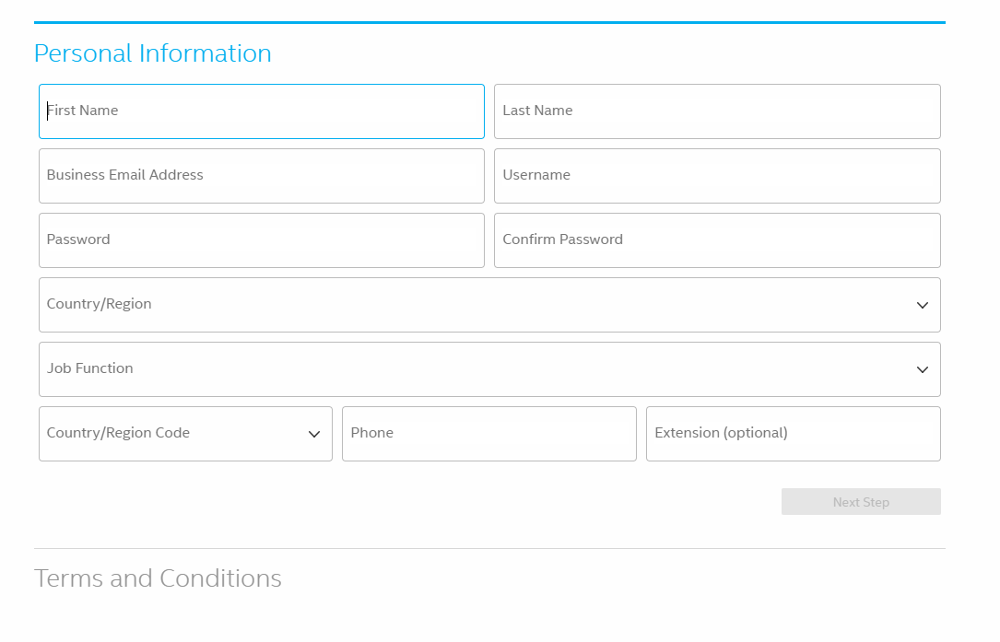 Personal Information
First Name Last Name
Business Email Address Username
Password Confirm Password
Country/Region
Job Function
Country/Region Code Phone Extension (optional)
Next Step
Terms and Conditions